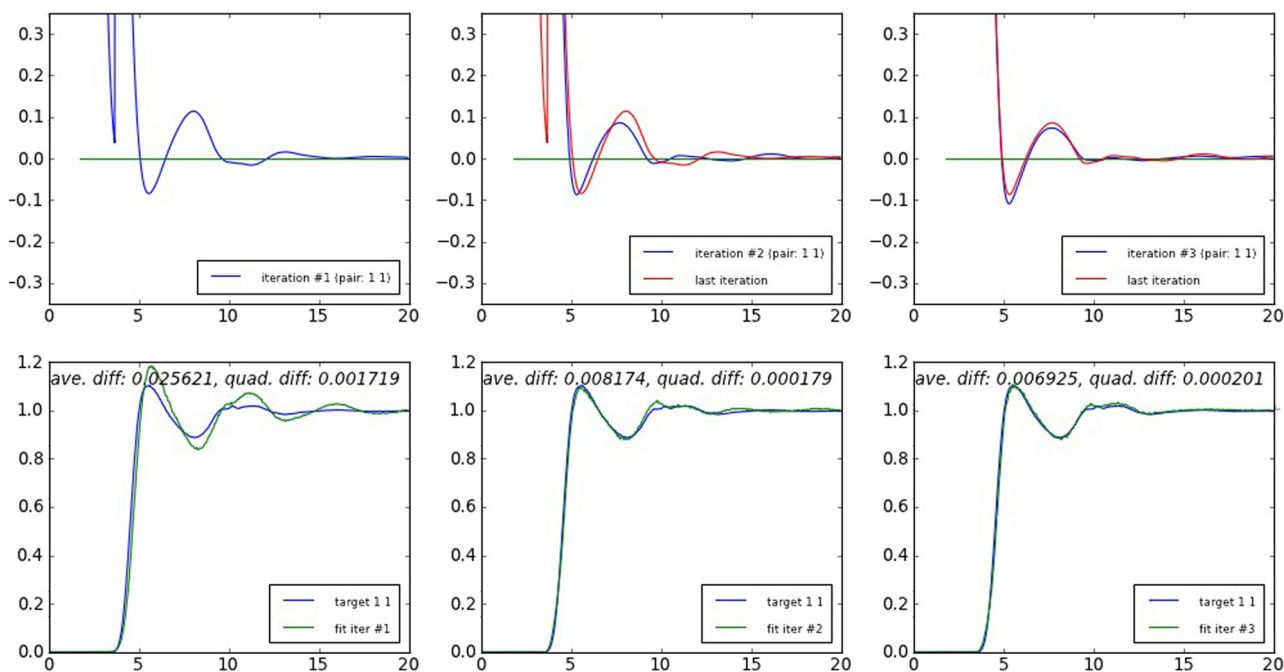 0.3
0.2
0.1
0.0
−0.1
−0.2
−0.3
0 5 10 15 20
iteration #1 (pair: 1 1)
0.3
0.2
0.1
0.0
−0.1
−0.2
−0.3
0 5 10 15 20
iteration #2 (pair: 1 1)
last iteration
0.3
0.2
0.1
0.0
−0.1
−0.2
−0.3
0 5 10 15 20
iteration #3 (pair: 1 1)
last iteration
1.2
1.0
0.8
0.6
0.4
0.2
0.0
0 5 10 15 20
ave. diff: 0.025621, quad. diff: 0.001719
target 1 1
fit iter #1
1.2
1.0
0.8
0.6
0.4
0.2
0.0
0 5 10 15 20
ave. diff: 0.008174, quad. diff: 0.000179
target 1 1
fit iter #2
1.2
1.0
0.8
0.6
0.4
0.2
0.0
0 5 10 15 20
ave. diff: 0.006925, quad. diff: 0.000201
target 1 1
fit iter #3